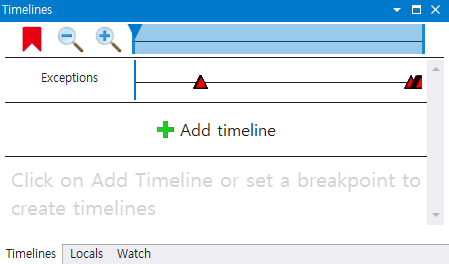 Timelines
Exceptions
Add timeline
Click on Add Timeline or set a breakpoint to
create timelines
Timelines Locals Watch